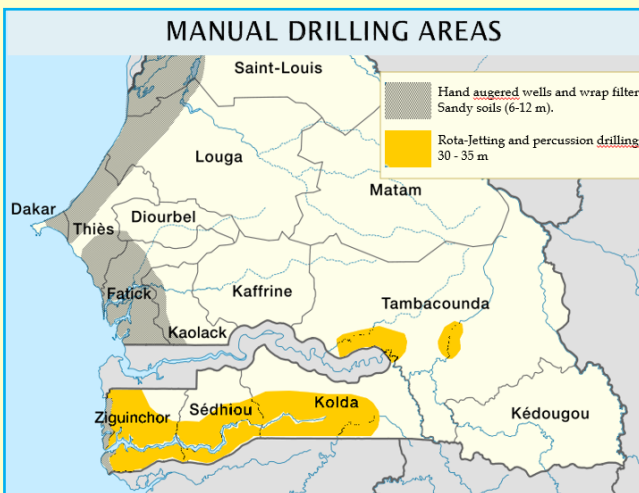 MANUAL DRILLING AREAS
Saint-Louis
Hand augered wells and wrap filter
Sandy soils (6-12 m).
Rota-Jetting and percussion drilling
30 - 35 m
Louga
Matam
Dakar
Thiès
Diourbel
Fatick
Kaffrine
Tambacounda
Kaolack
Ziguinchor
Sédhiou
Kolda
Kédougou